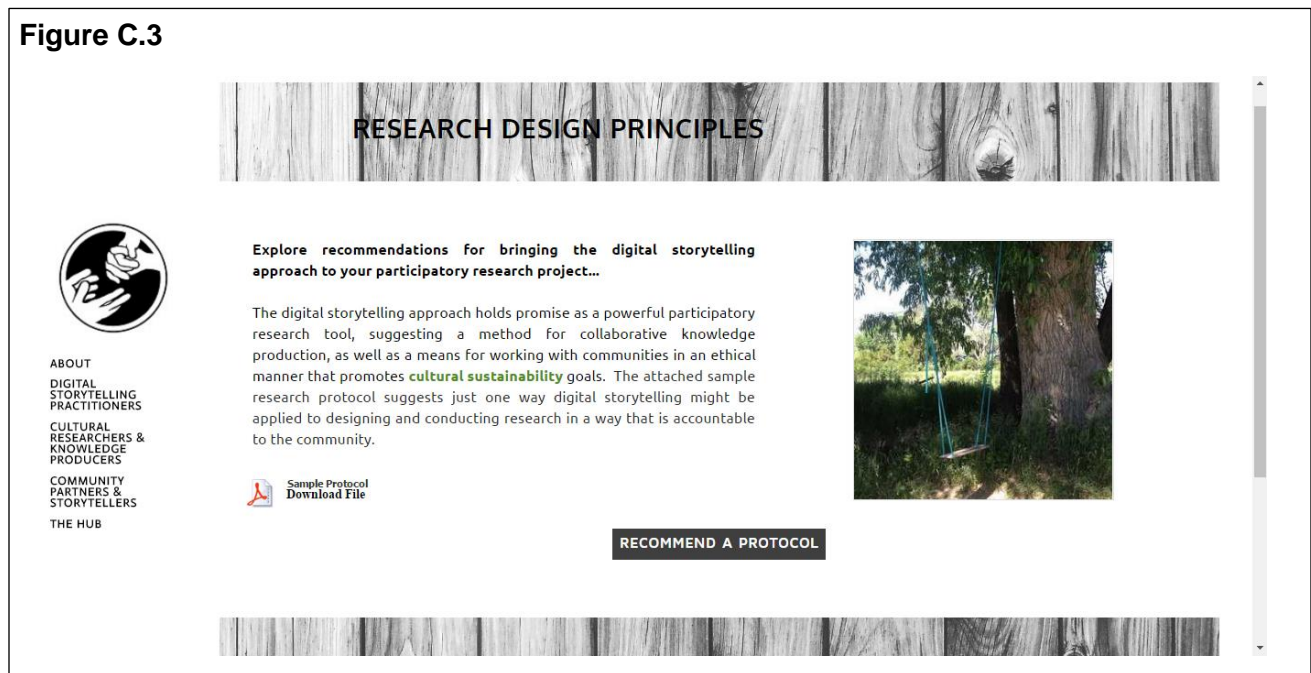 Figure C.3
RESEARCH DESIGN PRINCIPLES
ABOUT
DIGITAL
STORYTELLING
PRACTITIONERS
CULTURAL
RESEARCHERS &
KNOWLEDGE
PRODUCERS
COMMUNITY
PARTNERS &
STORYTELLERS
THE HUB
Explore recommendations for bringing the digital storytelling
approach to your participatory research project...
The digital storytelling approach holds promise as a powerful participatory
research tool, suggesting a method for collaborative knowledge
production, as well as a means for working with communities in an ethical
manner that promotes cultural sustainability goals. The attached sample
research protocol suggests just one way digital storytelling might be
applied to designing and conducting research in a way that is accountable
to the community.
Sample Protocol
Download File
RECOMMEND A PROTOCOL